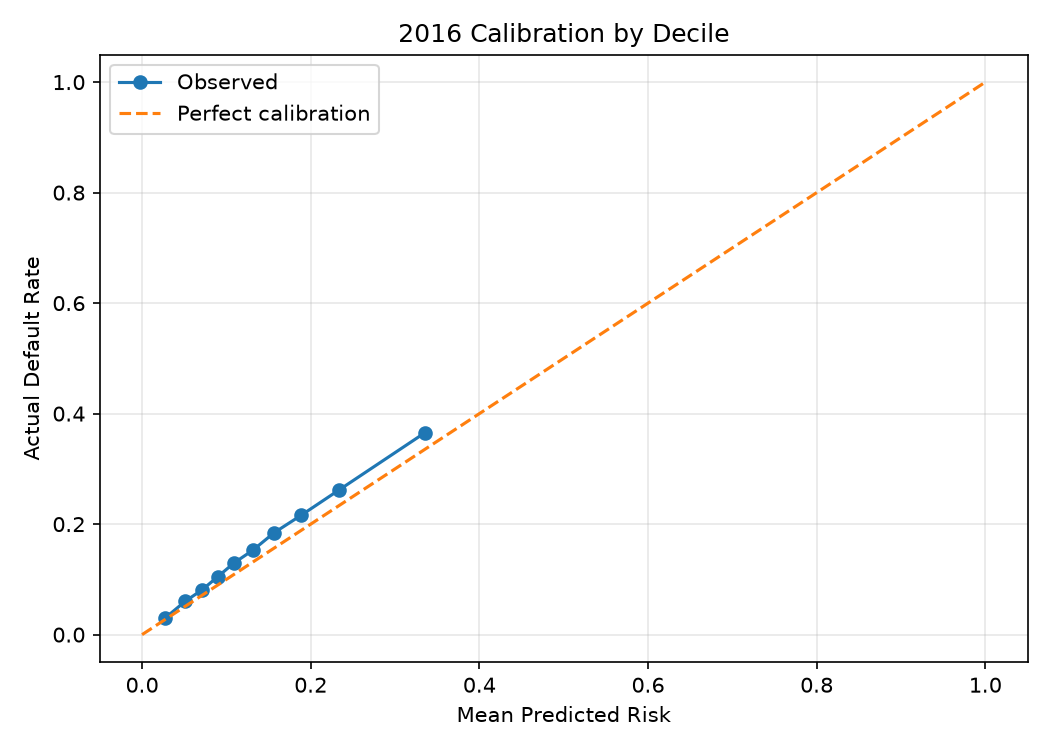 2016 Calibration by Decile
Observed
Perfect calibration
1.0
0.8
0.6
0.4
0.2
0.0
Actual Default Rate
0.0 0.2 0.4 0.6 0.8 1.0
Mean Predicted Risk